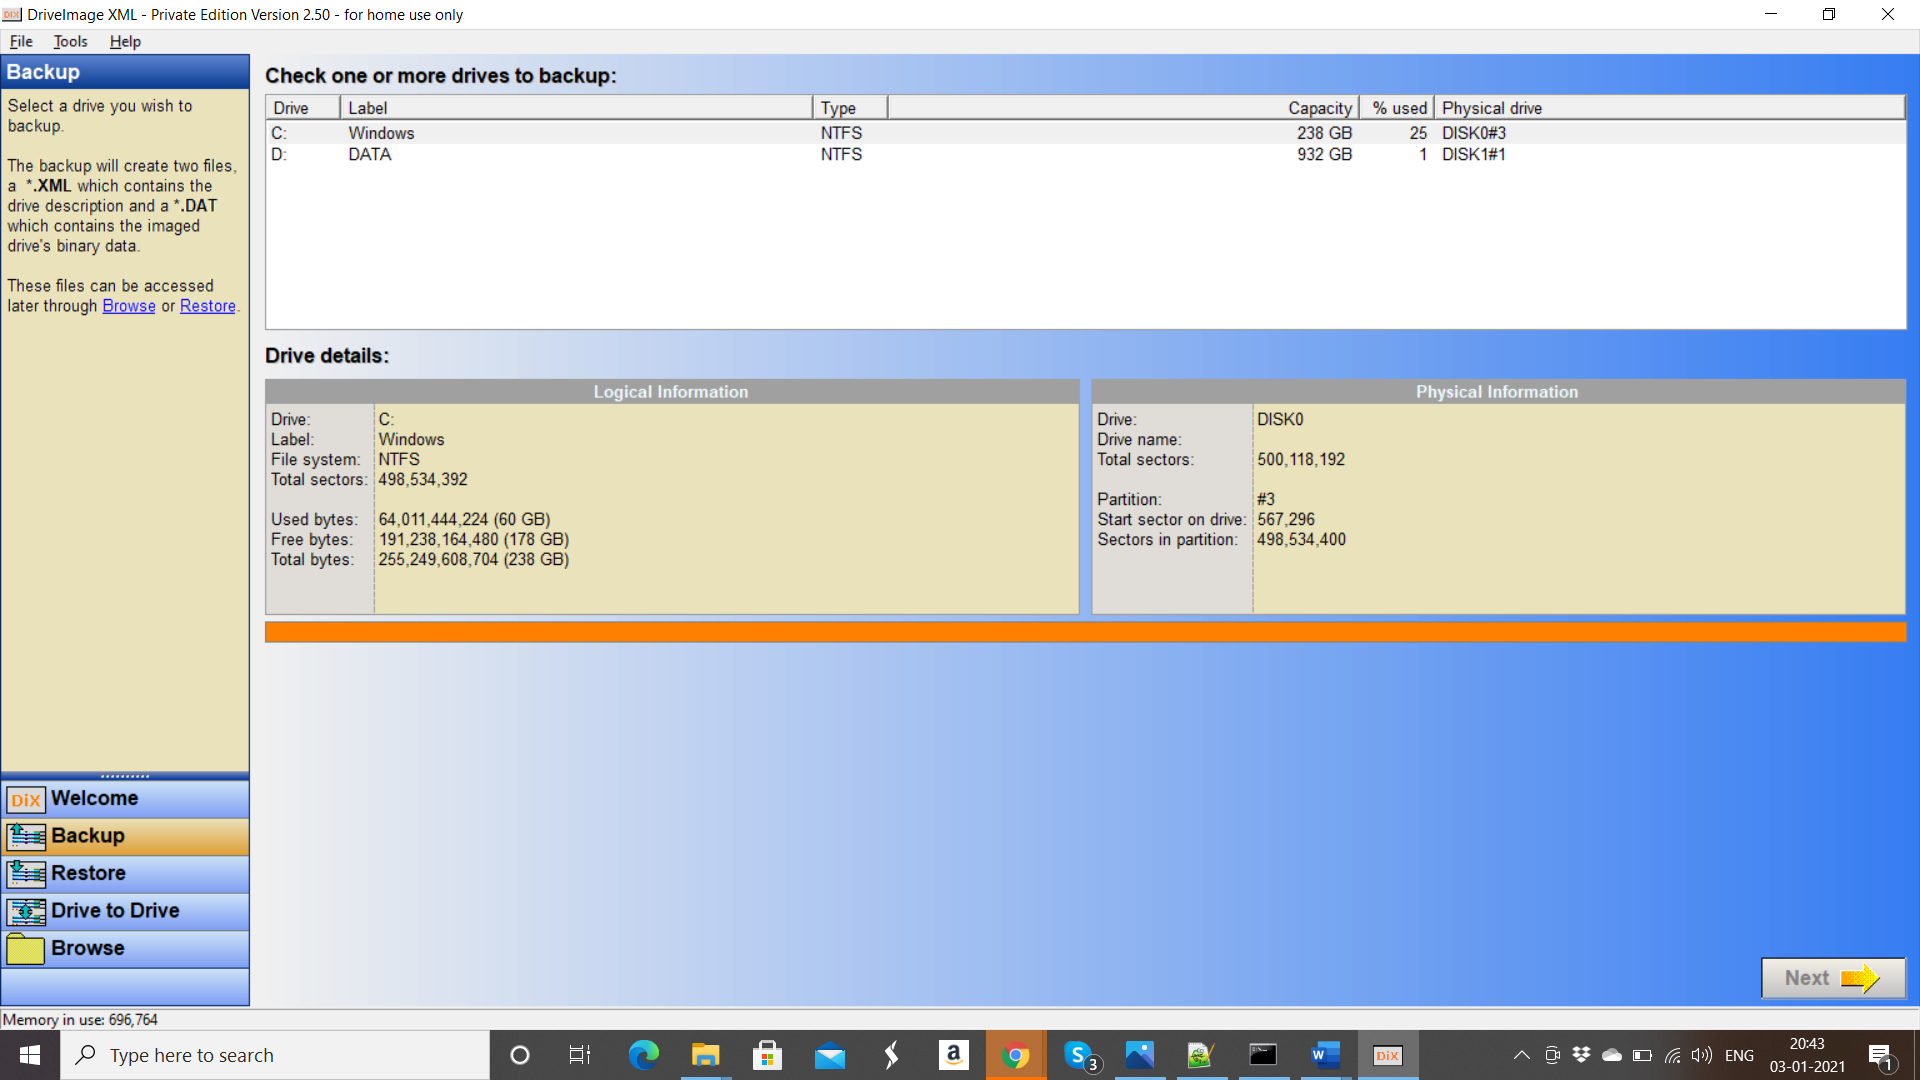 DiX DriveImage XML - Private Edition Version 2.50 - for home use only
File Tools Help
Backup
Select a drive you wish to
backup.
The backup will create two files,
a *.XML which contains the
drive description and a *.DAT
which contains the imaged
drive's binary data.
These files can be accessed
later through Browse or Restore.
Check one or more drives to backup:
Drive Label Type Capacity % used Physical drive
C: Windows NTFS 238 GB 25 DISK0#3
D: DATA NTFS 932 GB 1 DISK1#1
Drive details:
Logical Information
Drive: C:
Label: Windows
File system: NTFS
Total sectors: 498,534,392
Used bytes: 64,011,444,224 (60 GB)
Free bytes: 191,238,164,480 (178 GB)
Total bytes: 255,249,608,704 (238 GB)
Physical Information
Drive: DISK0
Drive name:
Total sectors: 500,118,192
Partition: #3
Start sector on drive: 567,296
Sectors in partition: 498,534,400
DiX Welcome
Backup
Restore
Drive to Drive
Browse
Next
Memory in use: 696,764
Type here to search
a
S 3
W
DiX
ENG
20:43
03-01-2021
1